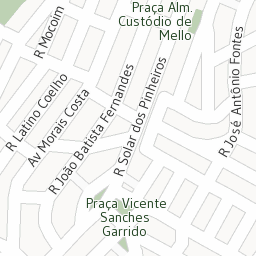 Praça Alm.
Custódio de
Mello
R Mocoim
R Latino Coelho
Av Morais Costa
R João Batista Fernandes
R Solar dos Pinheiros
R José Antônio Fontes
Praça Vicente
Sanches
Garrido